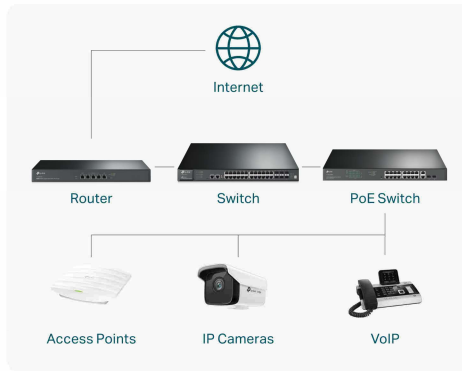 Internet
Router
Switch
PoE Switch
Access Points
IP Cameras
VoIP